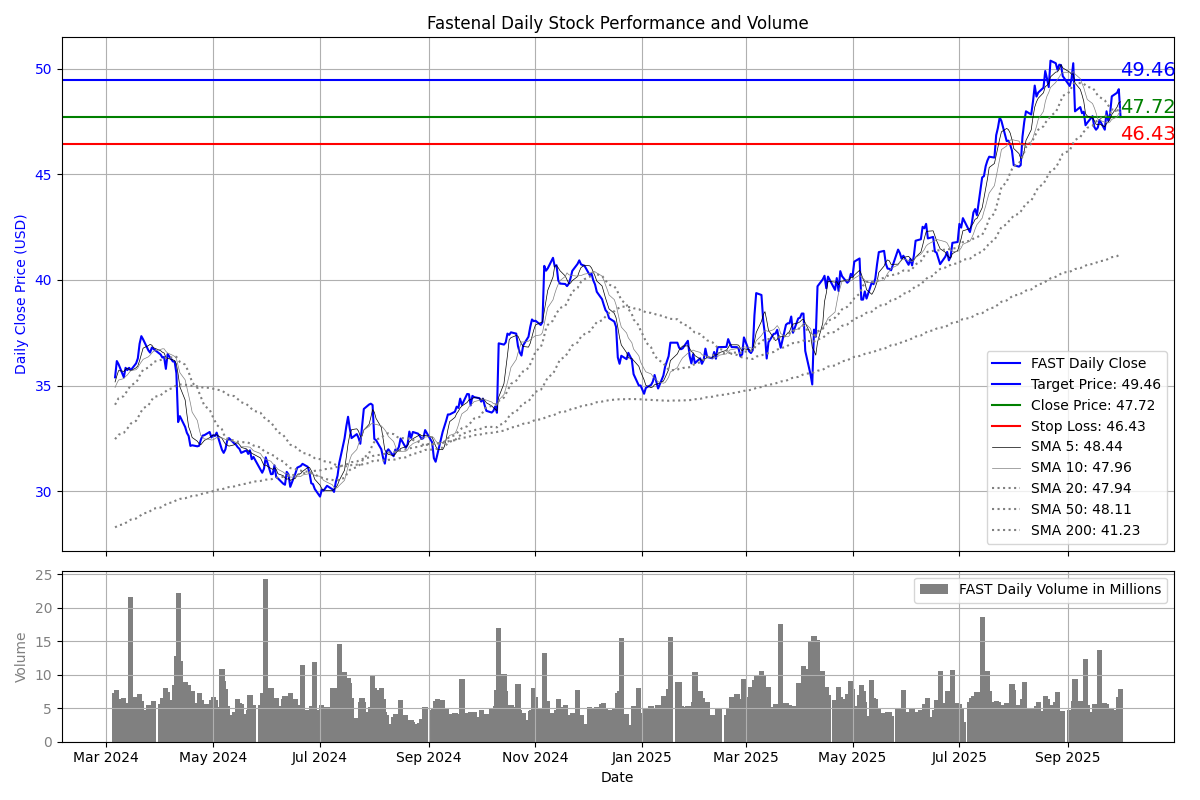 Fastenal Daily Stock Performance and Volume
Daily Close Price (USD)
50
45
40
35
30
49.46
47.72
46.43
FAST Daily Close
Target Price: 49.46
Close Price: 47.72
Stop Loss: 46.43
SMA 5: 48.44
SMA 10: 47.96
SMA 20: 47.94
SMA 50: 48.11
SMA 200: 41.23
Volume
25
20
15
10
5
0
FAST Daily Volume in Millions
Mar 2024 May 2024 Jul 2024 Sep 2024 Nov 2024 Jan 2025 Mar 2025 May 2025 Jul 2025 Sep 2025
Date